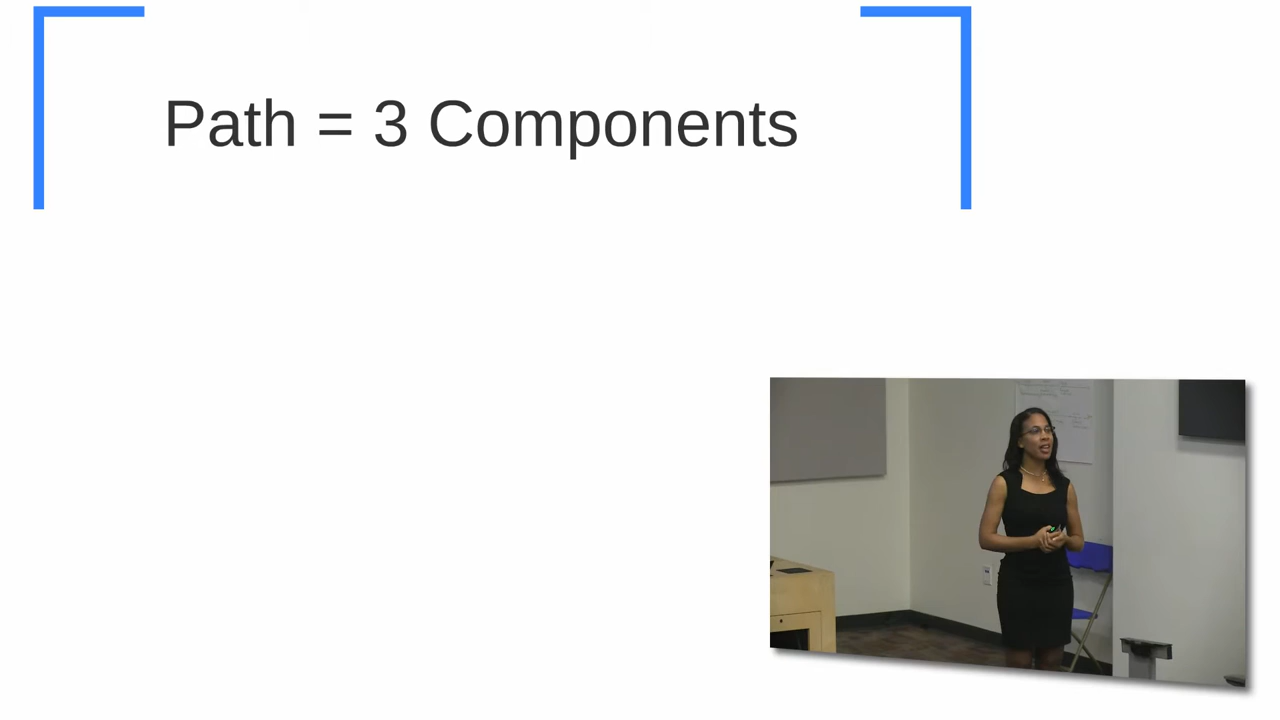 Path = 3 Components